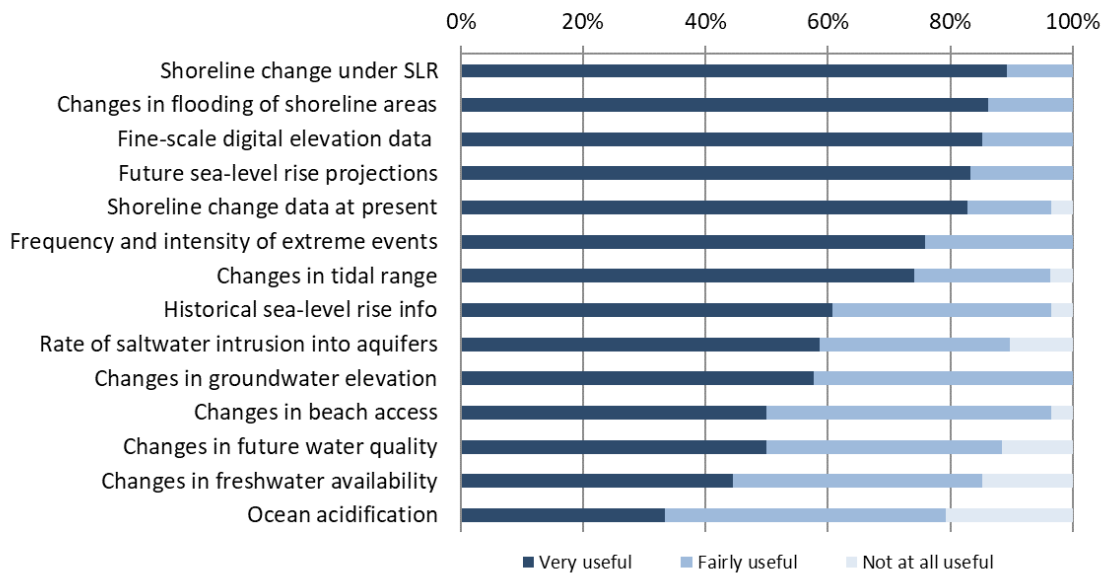 0% 20% 40% 60% 80% 100%
Shoreline change under SLR
Changes in flooding of shoreline areas
Fine-scale digital elevation data
Future sea-level rise projections
Shoreline change data at present
Frequency and intensity of extreme events
Changes in tidal range
Historical sea-level rise info
Rate of saltwater intrusion into aquifers
Changes in groundwater elevation
Changes in beach access
Changes in future water quality
Changes in freshwater availability
Ocean acidification
Very useful Fairly useful Not at all useful